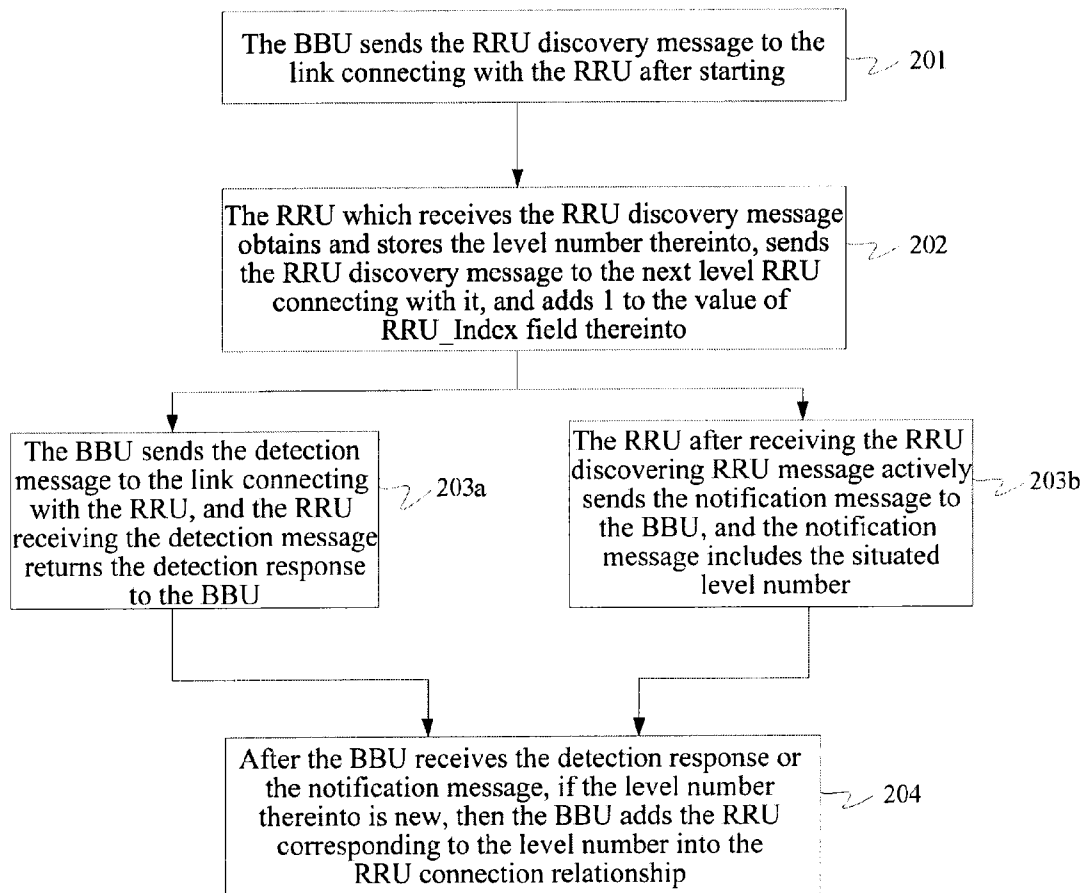 The BBU sends the RRU discovery message to the
link connecting with the RRU after starting
201
The RRU which receives the RRU discovery message
obtains and stores the level number thereinto, sends
the RRU discovery message to the next level RRU
connecting with it, and adds 1 to the value of
RRU_Index field thereinto
202
The BBU sends the detection
message to the link connecting
with the RRU, and the RRU
receiving the detection message
returns the detection response
to the BBU
203a
The RRU after receiving the RRU
discovering RRU message actively
sends the notification message to
the BBU, and the notification
message includes the situated
level number
203b
After the BBU receives the detection response or
the notification message, if the level number
thereinto is new, then the BBU adds the RRU
corresponding to the level number into the
RRU connection relationship
204